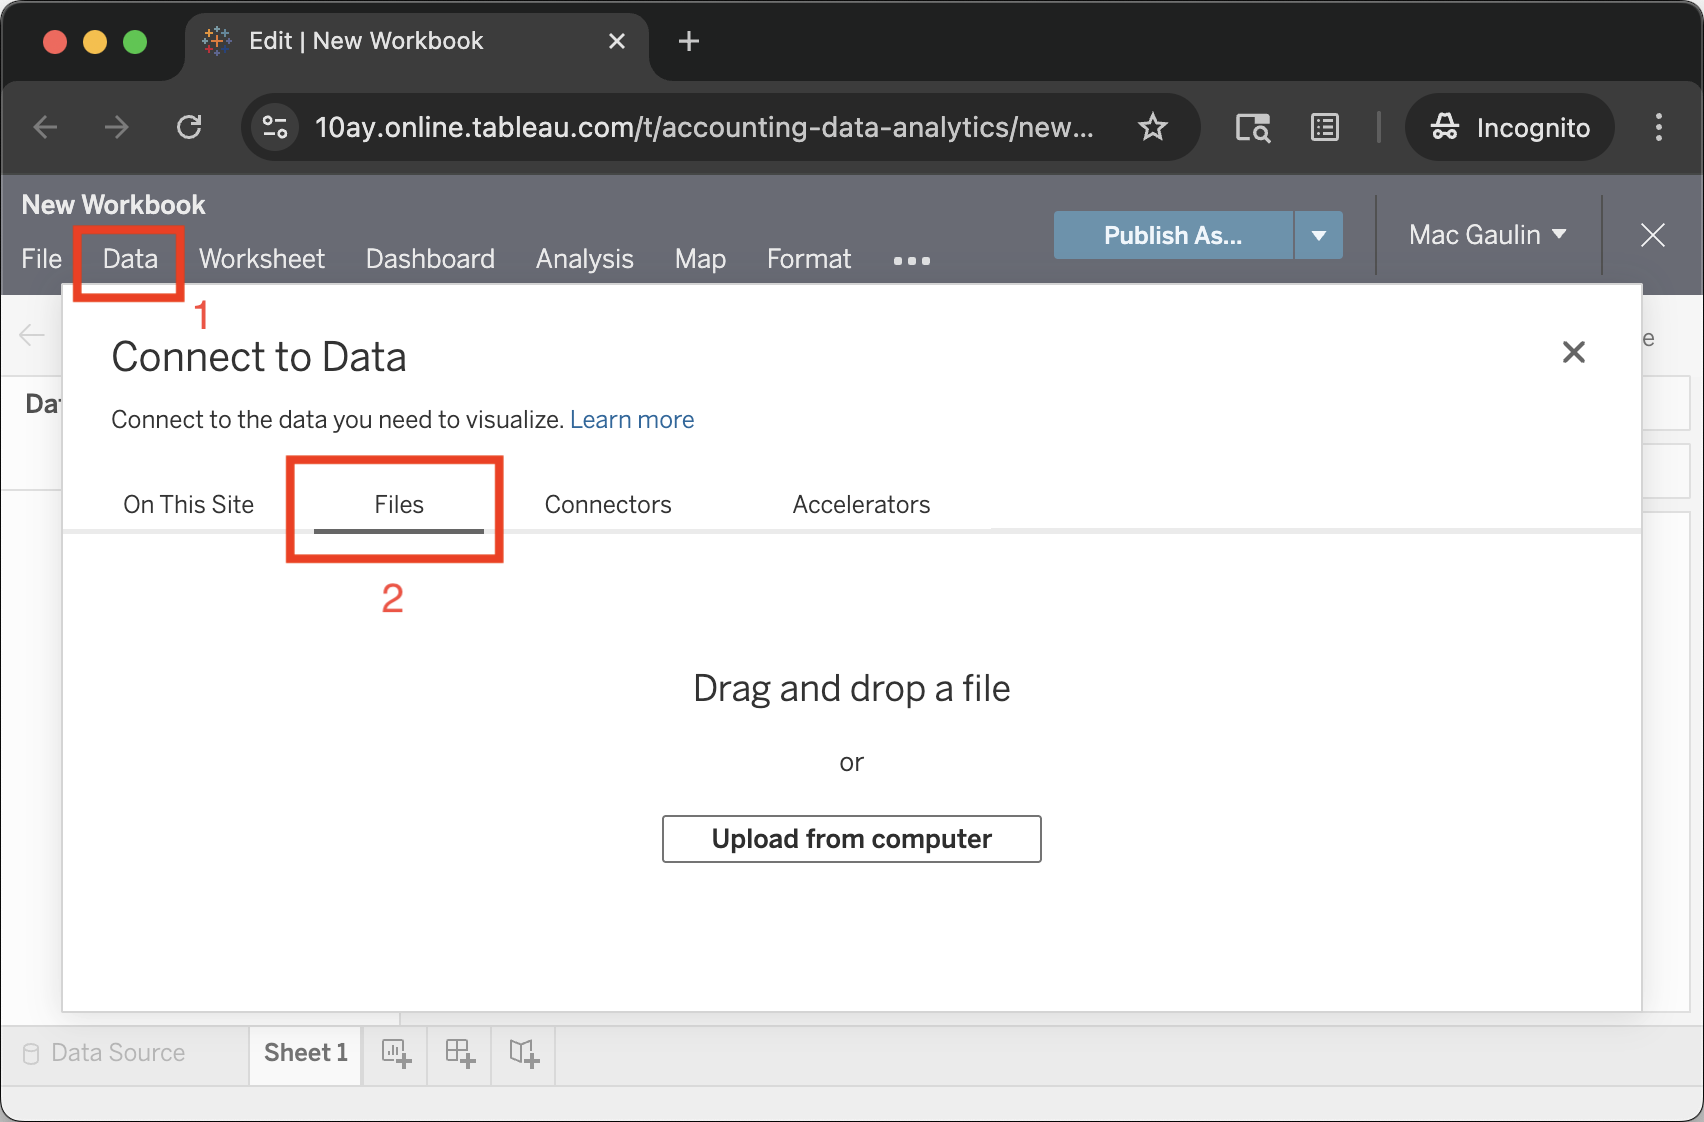 Edit | New Workbook
10ay.online.tableau.com/t/accounting-data-analytics/new...
Incognito
New Workbook
File Data Worksheet Dashboard Analysis Map Format
Publish As...
Mac Gaulin
1
Connect to Data
Connect to the data you need to visualize. Learn more
On This Site Files Connectors Accelerators
2
Drag and drop a file
or
Upload from computer
Data Source Sheet 1